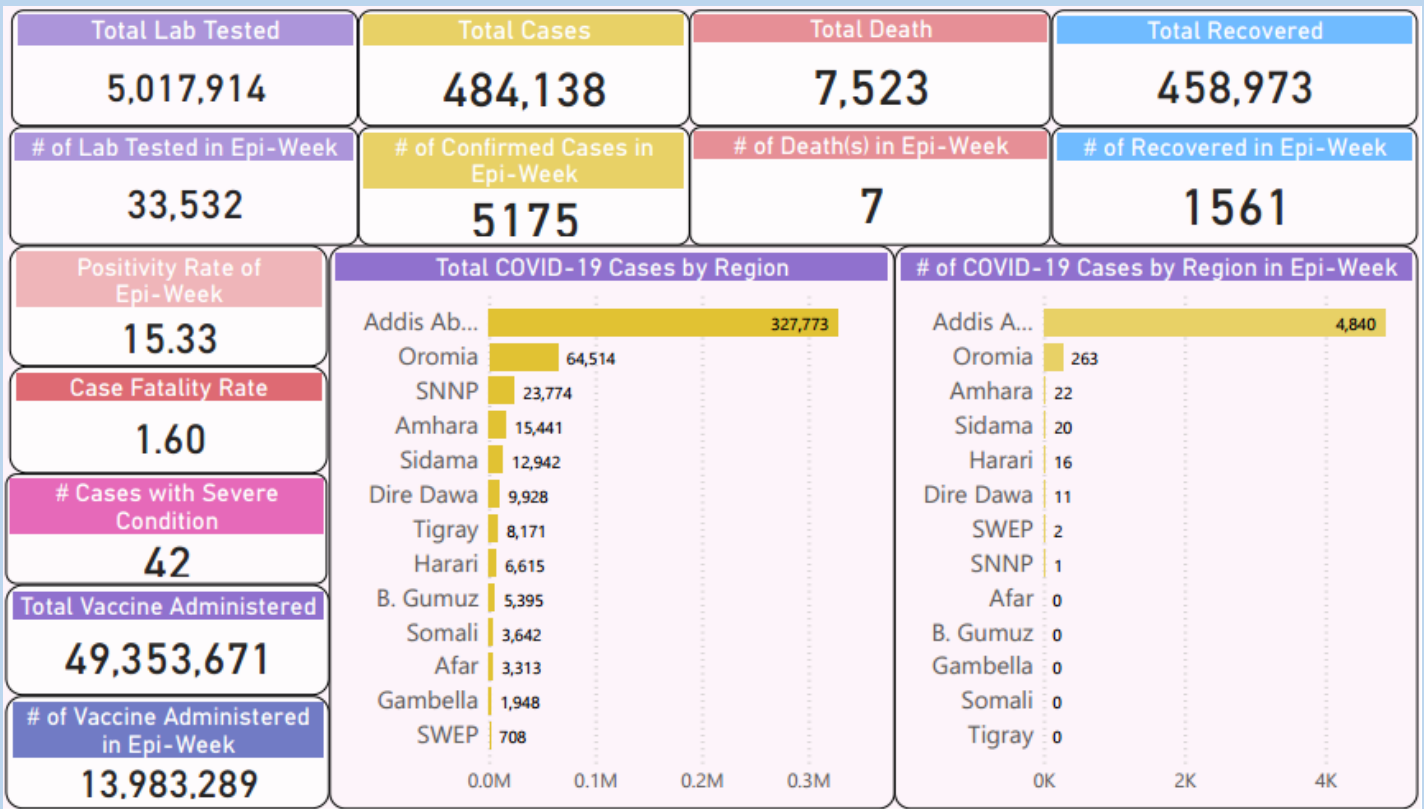 Total Lab Tested
5,017,914
Total Cases
484,138
Total Death
7,523
Total Recovered
458,973
# of Lab Tested in Epi-Week
33,532
# of Confirmed Cases in
Epi-Week
5175
# of Death(s) in Epi-Week
7
# of Recovered in Epi-Week
1561
Positivity Rate of
Epi-Week
15.33
Case Fatality Rate
1.60
# Cases with Severe
Condition
42
Total Vaccine Administered
49,353,671
# of Vaccine Administered
in Epi-Week
13,983,289
Total COVID-19 Cases by Region
Addis Ab... 327,773
Oromia 64,514
SNNP 23,774
Amhara 15,441
Sidama 12,942
Dire Dawa 9,928
Tigray 8,171
Harari 6,615
B. Gumuz 5,395
Somali 3,642
Afar 3,313
Gambella 1,948
SWEP 708
0.0M 0.1M 0.2M 0.3M
# of COVID-19 Cases by Region in Epi-Week
Addis A... 4,840
Oromia 263
Amhara 22
Sidama 20
Harari 16
Dire Dawa 11
SWEP 2
SNNP 1
Afar 0
B. Gumuz 0
Gambella 0
Somali 0
Tigray 0
0K 2K 4K